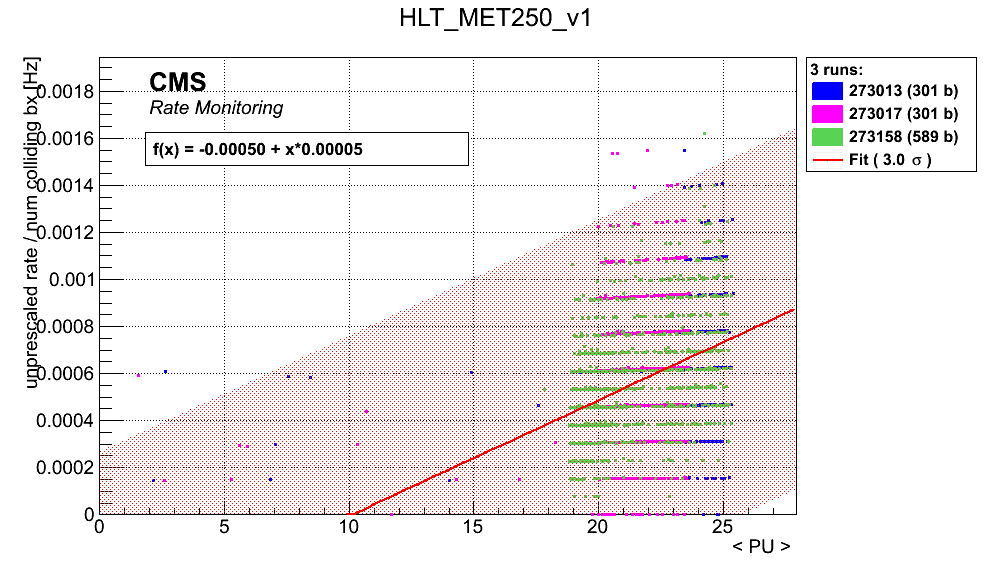 HLT_MET250_v1
unprescaled rate / num colliding bx [Hz]
CMS
Rate Monitoring
f(x) = -0.00050 + x*0.00005
3 runs:
273013 (301 b)
273017 (301 b)
273158 (589 b)
Fit ( 3.0 σ )
0.0018
0.0016
0.0014
0.0012
0.001
0.0008
0.0006
0.0004
0.0002
0
0 5 10 15 20 25
< PU >